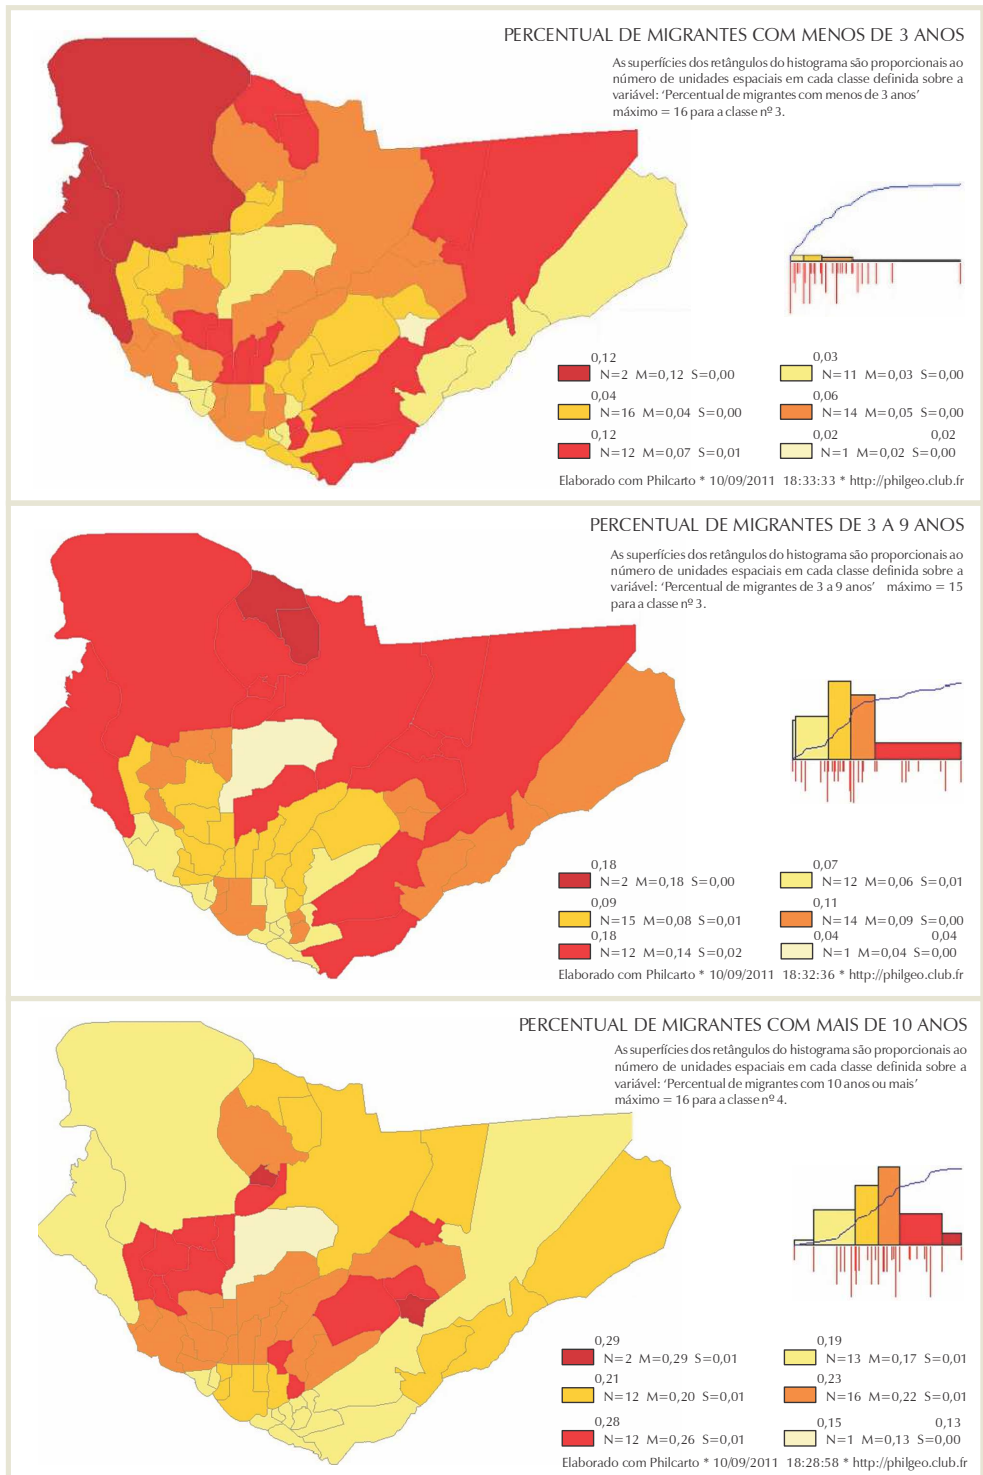 PERCENTUAL DE MIGRANTES COM MENOS DE 3 ANOS
As superfícies dos retângulos do histograma são proporcionais ao
número de unidades espaciais em cada classe definida sobre a
variável: ‘Percentual de migrantes com menos de 3 anos’
máximo = 16 para a classe nº 3.
0,12
N=2 M=0,12 S=0,00
0,03
N=11 M=0,03 S=0,00
0,04
N=16 M=0,04 S=0,00
0,06
N=14 M=0,05 S=0,00
0,12
N=12 M=0,07 S=0,01
0,02 0,02
N=1 M=0,02 S=0,00
Elaborado com Philcarto * 10/09/2011 18:33:33 * http://philgeo.club.fr
PERCENTUAL DE MIGRANTES DE 3 A 9 ANOS
As superfícies dos retângulos do histograma são proporcionais ao
número de unidades espaciais em cada classe definida sobre a
variável: ‘Percentual de migrantes de 3 a 9 anos’ máximo = 15
para a classe nº 3.
0,18
N=2 M=0,18 S=0,00
0,07
N=12 M=0,06 S=0,01
0,09
N=15 M=0,08 S=0,01
0,11
N=14 M=0,09 S=0,00
0,18
N=12 M=0,14 S=0,02
0,04 0,04
N=1 M=0,04 S=0,00
Elaborado com Philcarto * 10/09/2011 18:32:36 * http://philgeo.club.fr
PERCENTUAL DE MIGRANTES COM MAIS DE 10 ANOS
As superfícies dos retângulos do histograma são proporcionais ao
número de unidades espaciais em cada classe definida sobre a
variável: ‘Percentual de migrantes com 10 anos ou mais’
máximo = 16 para a classe nº 4.
0,29
N=2 M=0,29 S=0,01
0,19
N=13 M=0,17 S=0,01
0,21
N=12 M=0,20 S=0,01
0,23
N=16 M=0,22 S=0,01
0,28
N=12 M=0,26 S=0,01
0,15 0,13
N=1 M=0,13 S=0,00
Elaborado com Philcarto * 10/09/2011 18:28:58 * http://philgeo.club.fr